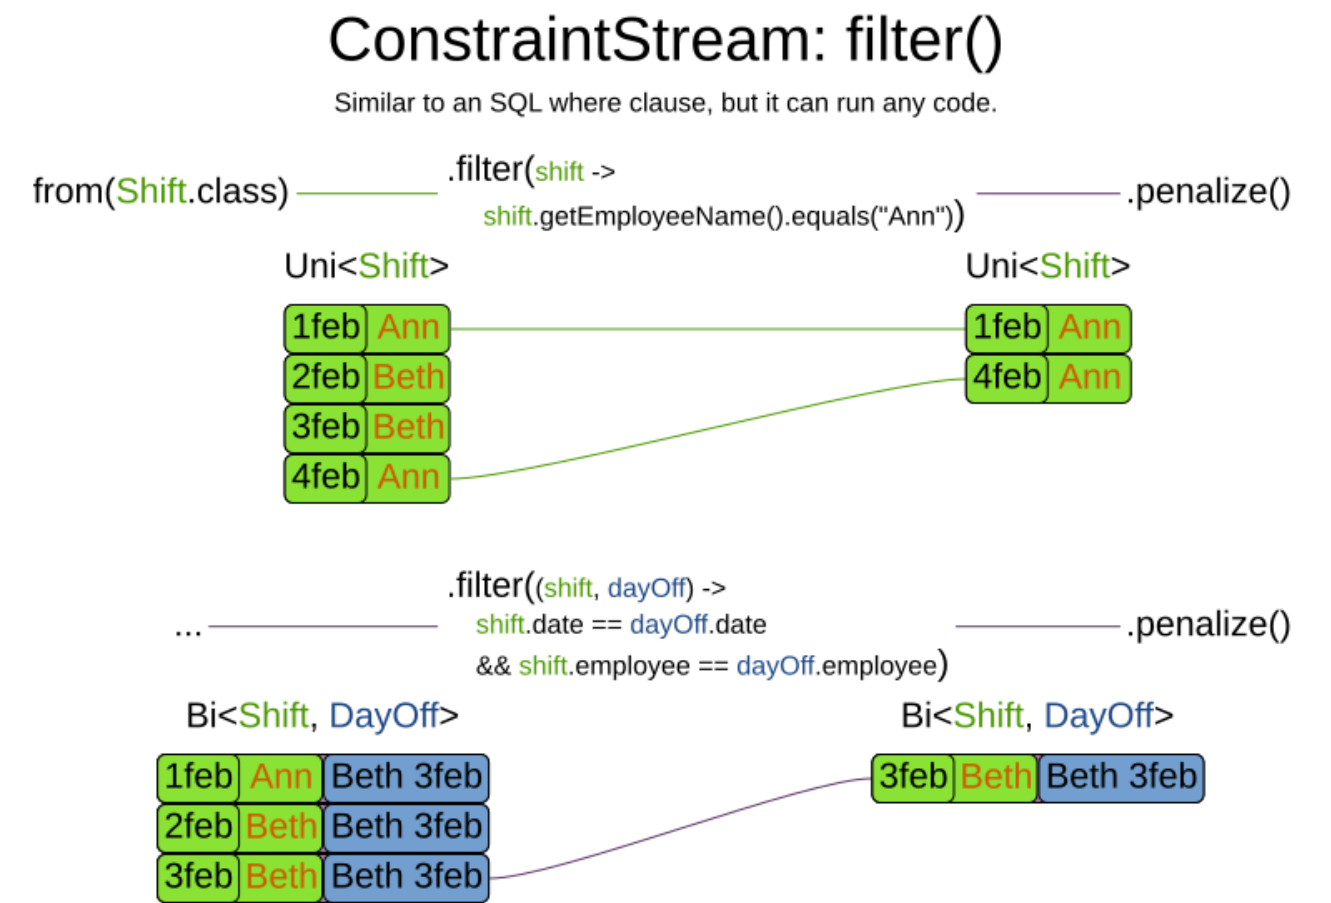 ConstraintStream: filter()
Similar to an SQL where clause, but it can run any code.
from(Shift.class)
.filter(shift ->
shift.getEmployeeName().equals("Ann"))
.penalize()
Uni<Shift>
Uni<Shift>
1feb Ann
1feb Ann
2feb Beth
4feb Ann
3feb Beth
4feb Ann
.filter((shift, dayOff) ->
... 
shift.date == dayOff.date
.penalize()
&& shift.employee == dayOff.employee)
Bi<Shift, DayOff>
Bi<Shift, DayOff>
1feb Ann Beth 3feb
3feb Beth Beth 3feb
2feb Beth Beth 3feb
3feb Beth Beth 3feb